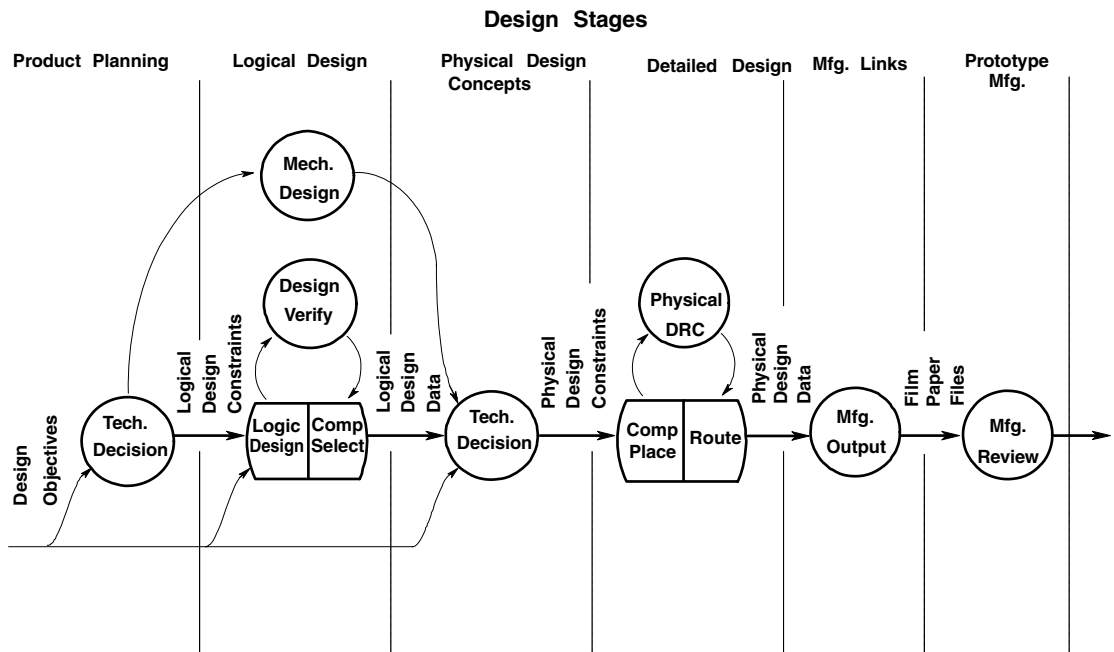 Design Stages
Product Planning
Logical Design
Physical Design
Concepts
Detailed Design
Mfg. Links
Prototype
Mfg.
Mech.
Design
Design
Verify
Physical
DRC
Design
Objectives
Tech.
Decision
Logical
Design
Constraints
Logic
Design
Comp
Select
Logical
Design
Data
Tech.
Decision
Physical
Design
Constraints
Comp
Place
Route
Physical
Design
Data
Mfg.
Output
Film
Paper
Files
Mfg.
Review